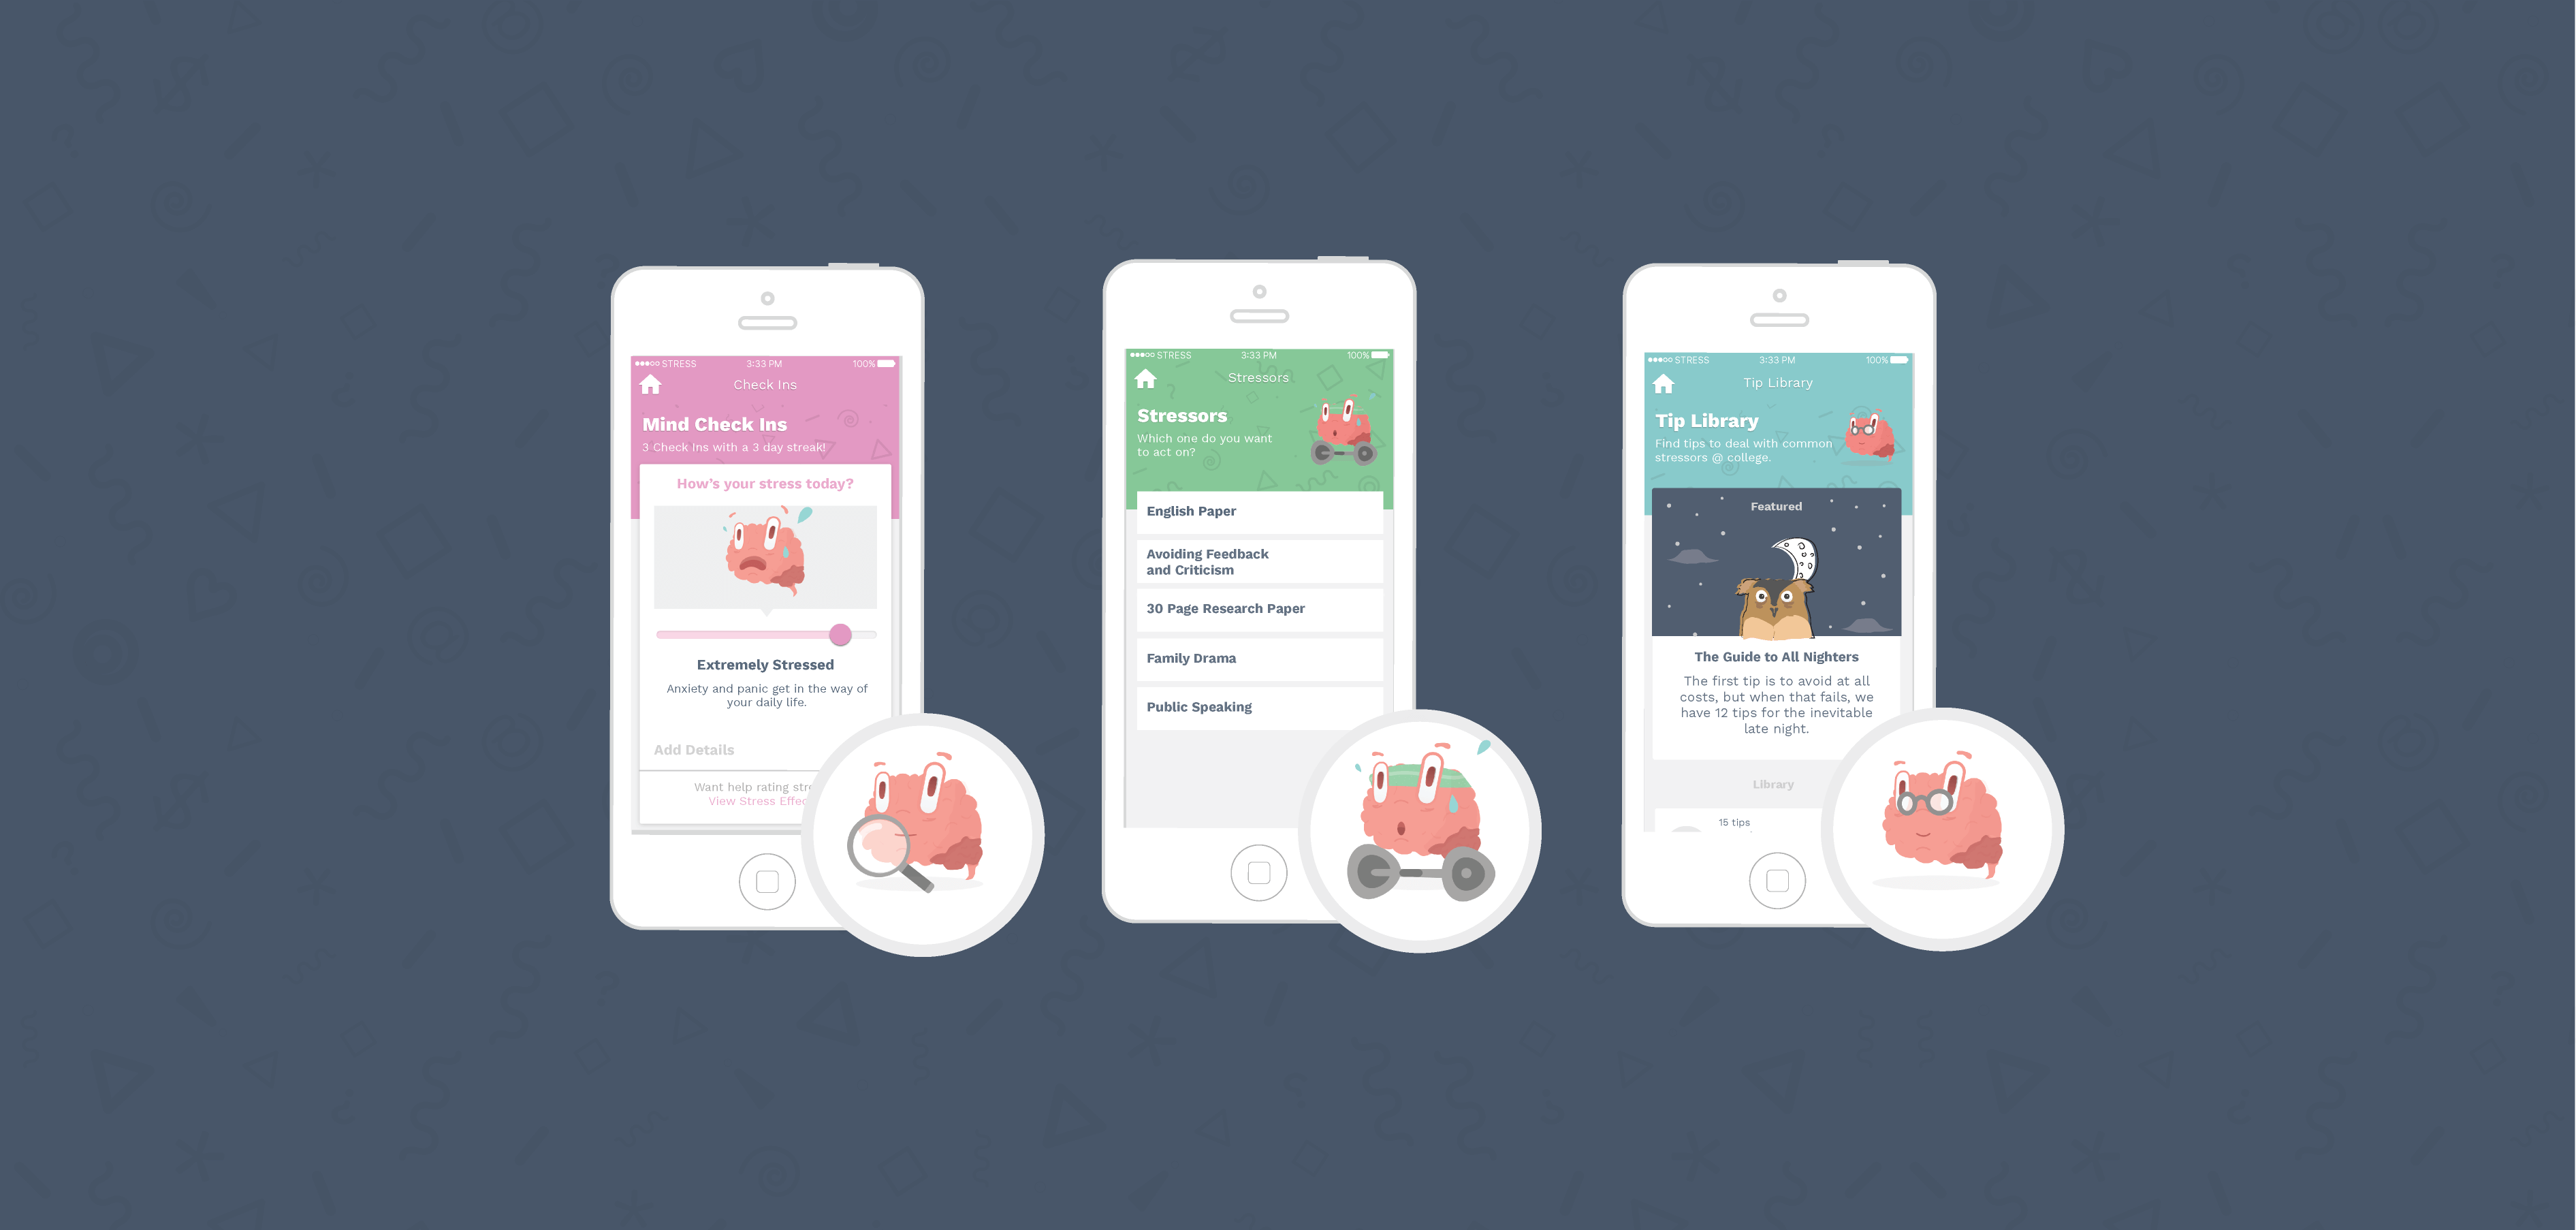 STRESS 3:33 PM 100%
Check Ins
Mind Check Ins
3 Check Ins with a 3 day streak!
How's your stress today?
Extremely Stressed
Anxiety and panic get in the way of
your daily life.
Add Details
Want help rating
View Stress
STRESS 3:33 PM 100%
Stressors
Stressors
Which one do you want
to act on?
English Paper
Avoiding Feedback
and Criticism
30 Page Research Paper
Family Drama
Public Speaking
STRESS 3:33 PM 100%
Tip Library
Tip Library
Find tips to deal with common
stressors @ college.
Featured
The Guide to All Nighters
The first tip is to avoid at all
costs, but when that fails, we
have 12 tips for the inevitable
late night.
Library
15 tips